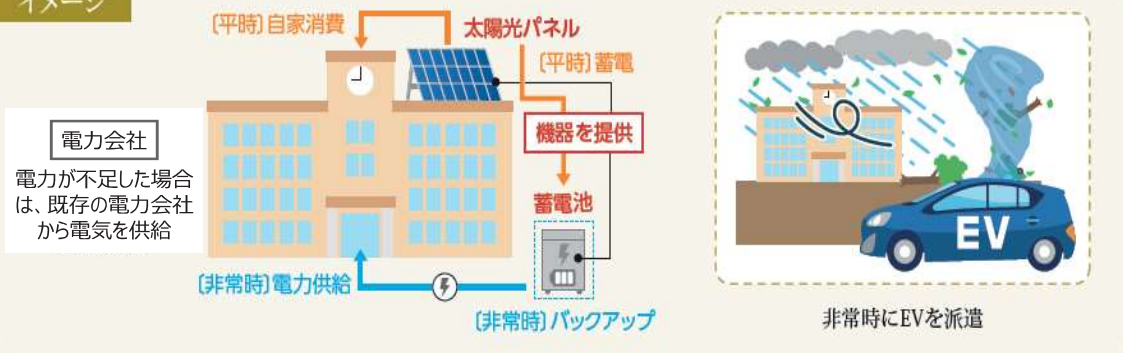 イメージ
〔平時〕自家消費
太陽光パネル
〔平時〕蓄電
機器を提供
電力会社
電力が不足した場合
は、既存の電力会社
から電気を供給
蓄電池
〔非常時〕電力供給
〔非常時〕バックアップ
EV
非常時にEVを派遣